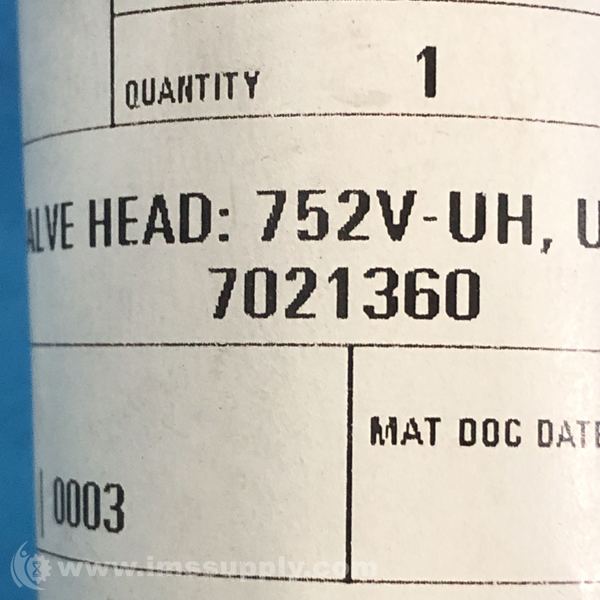 QUANTITY 1
ALVE HEAD: 752V-UH, U
7021360
MAT DOC DATE
0003
www.imssupply.com